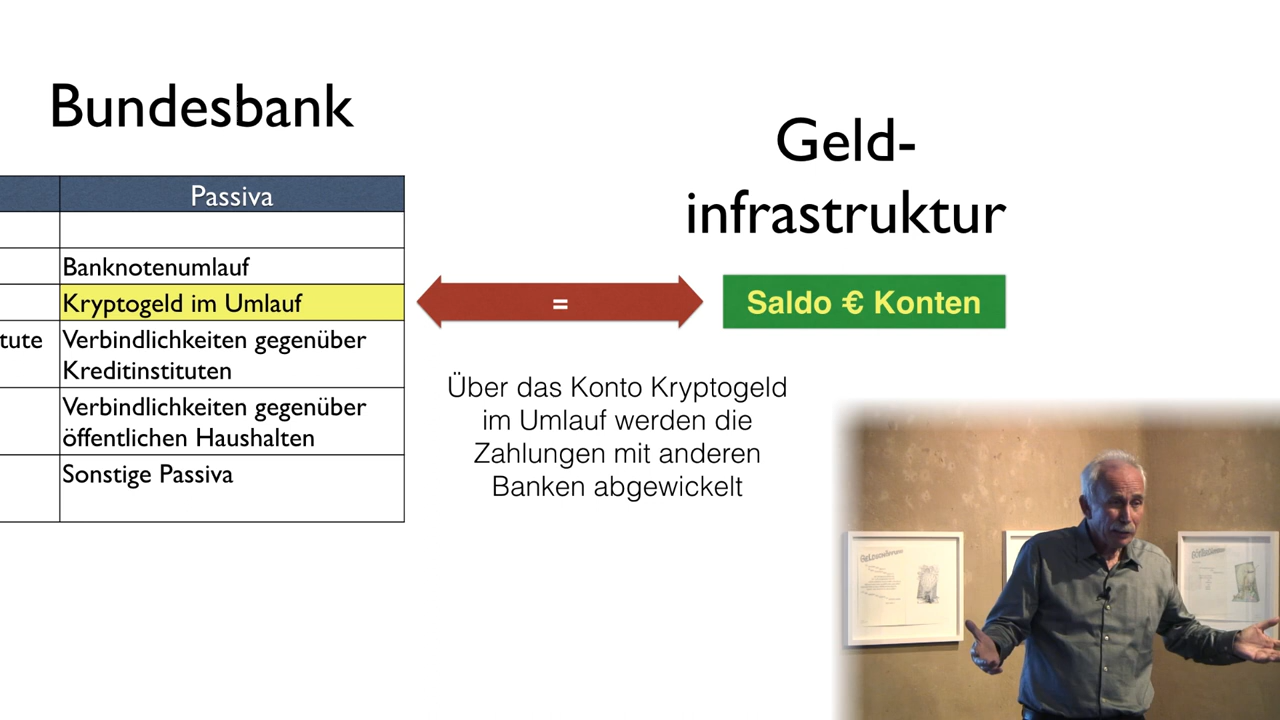 Bundesbank
Geld-
infrastruktur
Passiva
Banknotenumlauf
Kryptogeld im Umlauf
=
Saldo € Konten
tute
Verbindlichkeiten gegenüber
Kreditinstituten
Verbindlichkeiten gegenüber
öffentlichen Haushalten
Sonstige Passiva
Über das Konto Kryptogeld
im Umlauf werden die
Zahlungen mit anderen
Banken abgewickelt